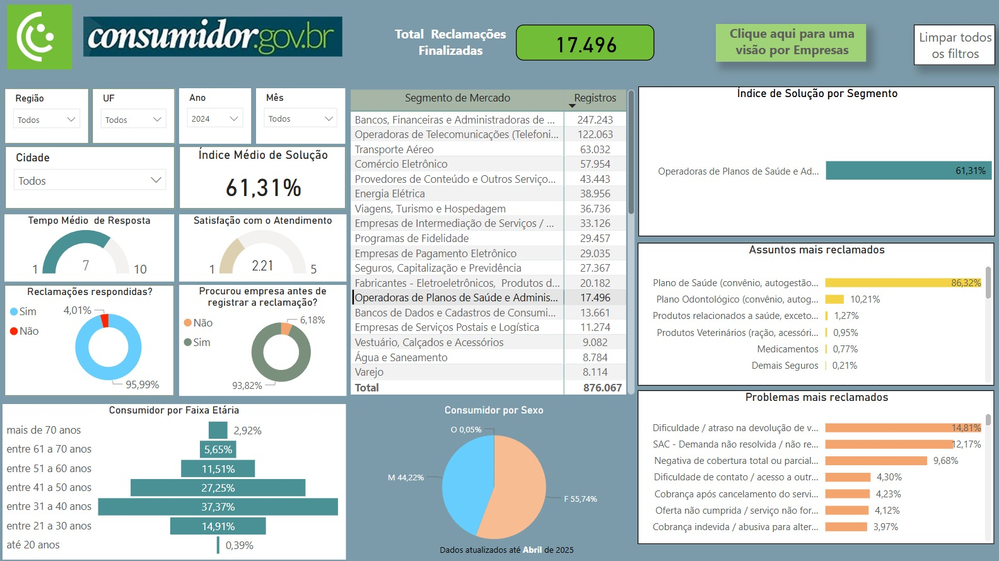 consumidor.gov.br
Total Reclamações
Finalizadas
17.496
Clique aqui para uma
visão por Empresas
Limpar todos
os filtros
Região
Todos
UF
Todos
Ano
2024
Mês
Todos
Cidade
Todos
Índice Médio de Solução
61,31%
Tempo Médio de Resposta
1
7
10
Satisfação com o Atendimento
1
2.21
5
Reclamações respondidas?
Sim
Não
4,01%
95,99%
Procurou empresa antes de
registrar a reclamação?
Não
Sim
6,18%
93,82%
Segmento de Mercado Registros
Bancos, Financeiras e Administradoras de ... 247.243
Operadoras de Telecomunicações (Telefoni... 122.063
Transporte Aéreo 63.032
Comércio Eletrônico 57.954
Provedores de Conteúdo e Outros Serviço... 43.443
Energia Elétrica 38.956
Viagens, Turismo e Hospedagem 36.736
Empresas de Intermediação de Serviços / ... 33.126
Programas de Fidelidade 29.457
Empresas de Pagamento Eletrônico 29.035
Seguros, Capitalização e Previdência 27.367
Fabricantes - Eletroeletrônicos, Produtos d... 20.182
Operadoras de Planos de Saúde e Adminis... 17.496
Bancos de Dados e Cadastros de Consumi... 13.661
Empresas de Serviços Postais e Logística 11.274
Vestuário, Calçados e Acessórios 9.082
Água e Saneamento 8.784
Varejo 8.114
Total 876.067
Índice de Solução por Segmento
Operadoras de Planos de Saúde e Ad... 61,31%
Assuntos mais reclamados
Plano de Saúde (convênio, autogestão... 86,32%
Plano Odontológico (convênio, autog... 10,21%
Produtos relacionados a saúde, exceto... 1,27%
Produtos Veterinários (ração, acessóri... 0,95%
Medicamentos 0,77%
Demais Seguros 0,21%
Problemas mais reclamados
Dificuldade / atraso na devolução de v... 14,81%
SAC - Demanda não resolvida / não re... 12,17%
Negativa de cobertura total ou parcial... 9,68%
Dificuldade de contato / acesso a outr... 4,30%
Cobrança após cancelamento do servi... 4,23%
Oferta não cumprida / serviço não for... 4,12%
Cobrança indevida / abusiva para alter... 3,97%
Consumidor por Faixa Etária
mais de 70 anos 2,92%
entre 61 a 70 anos 5,65%
entre 51 a 60 anos 11,51%
entre 41 a 50 anos 27,25%
entre 31 a 40 anos 37,37%
entre 21 a 30 anos 14,91%
até 20 anos 0,39%
Consumidor por Sexo
O 0,05%
M 44,22%
F 55,74%
Dados atualizados até Abril de 2025